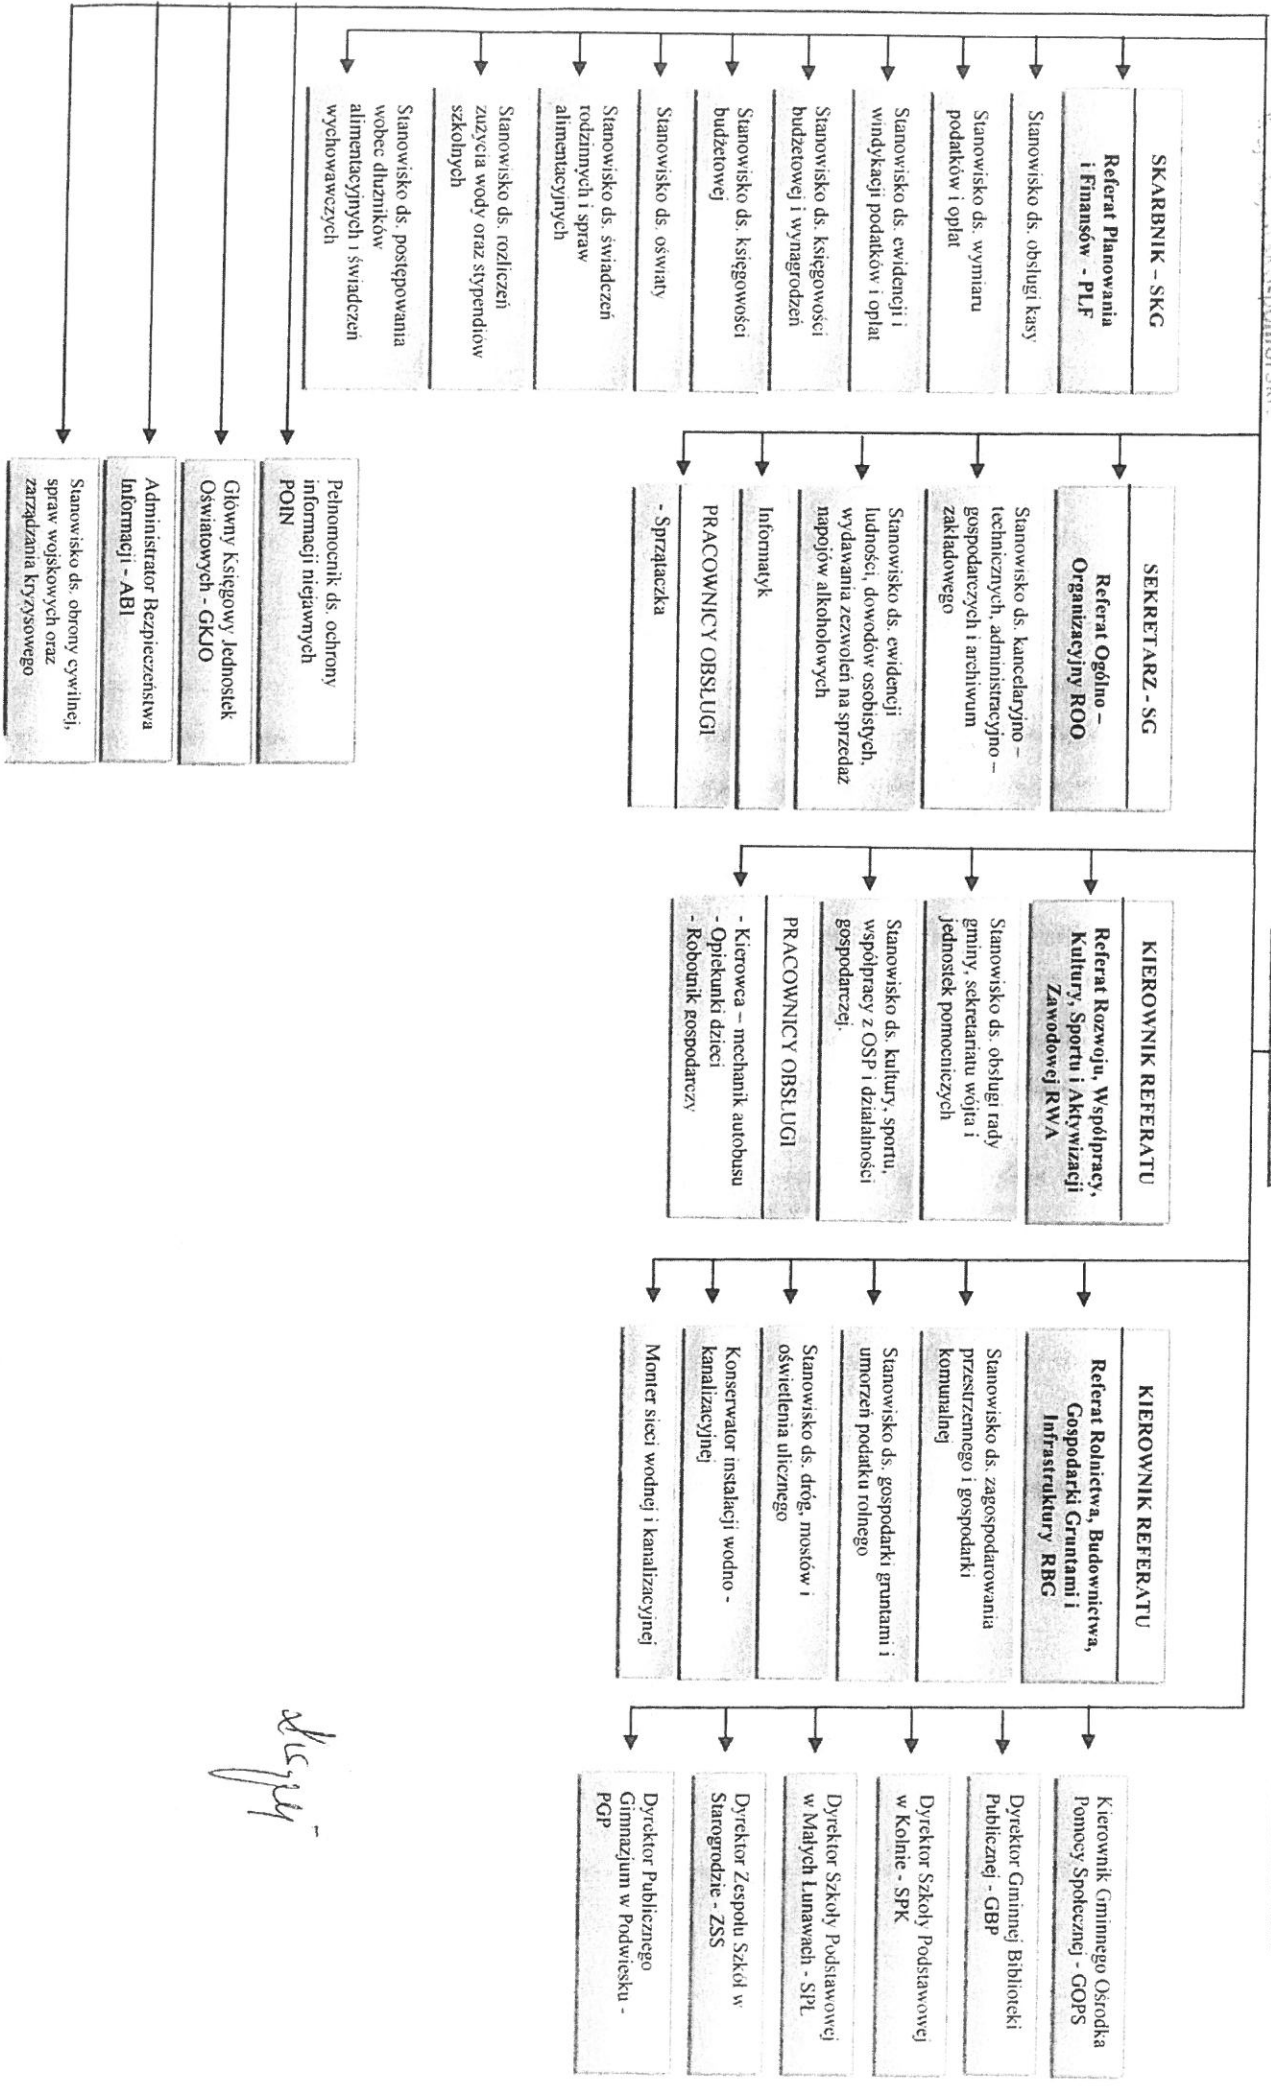 SKARBNIK – SKG
Referat Planowania
i Finansów - PLF
Stanowisko ds. obsługi kasy
Stanowisko ds. wymiaru
podatków i opłat
Stanowisko ds. ewidencji i
windykacji podatków i opłat
Stanowisko ds. księgowości
budżetowej i wynagrodzeń
Stanowisko ds. księgowości
budżetowej
Stanowisko ds. oświaty
Stanowisko ds. świadczeń
rodzinnych i spraw
alimentacyjnych
Stanowisko ds. rozliczeń
zużycia wody oraz stypendiów
szkolnych
Stanowisko ds. postępowania
wobec dłużników
alimentacyjnych i świadczeń
wychowawczych
SEKRETARZ - SG
Referat Ogólno –
Organizacyjny ROO
Stanowisko ds. kancelaryjno –
technicznych, administracyjno –
gospodarczych i archiwum
zakładowego
Stanowisko ds. ewidencji
ludności, dowodów osobistych,
wydawania zezwoleń na sprzedaż
napojów alkoholowych
Informatyk
PRACOWNICY OBSŁUGI
- Sprzątaczka
Pełnomocnik ds. ochrony
informacji niejawnych
POIN
Główny Księgowy Jednostek
Oświatowych - GKJO
Administrator Bezpieczeństwa
Informacji - ABI
Stanowisko ds. obrony cywilnej,
spraw wojskowych oraz
zarządzania kryzysowego
KIEROWNIK REFERATU
Referat Rozwoju, Współpracy,
Kultury, Sportu i Aktywizacji
Zawodowej RWA
Stanowisko ds. obsługi rady
gminy, sekretariatu wójta i
jednostek pomocniczych
Stanowisko ds. kultury, sportu,
współpracy z OSP i działalności
gospodarczej.
PRACOWNICY OBSŁUGI
- Kierowca – mechanik autobusu
- Opiekunki dzieci
- Robotnik gospodarczy
KIEROWNIK REFERATU
Referat Rolnictwa, Budownictwa,
Gospodarki Gruntami i
Infrastruktury RBG
Stanowisko ds. zagospodarowania
przestrzennego i gospodarki
komunalnej
Stanowisko ds. gospodarki gruntami i
umorzeń podatku rolnego
Stanowisko ds. dróg, mostów i
oświetlenia ulicznego
Konserwator instalacji wodno -
kanalizacyjnej
Monter sieci wodnej i kanalizacyjnej
Kierownik Gminnego Ośrodka
Pomocy Społecznej - GOPS
Dyrektor Gminnej Biblioteki
Publicznej - GBP
Dyrektor Szkoły Podstawowej
w Kolnie - SPK
Dyrektor Szkoły Podstawowej
w Małych Łunawach - SPŁ
Dyrektor Zespołu Szkół w
Starogrodzie - ZSS
Dyrektor Publicznego
Gimnazjum w Podwiesku -
PGP